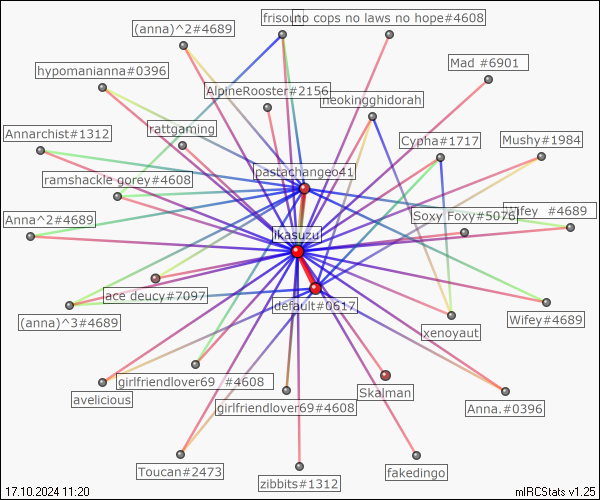 (anna)^2#4689
frisouno cops no laws no hope#4608
hypomanianna#0396
Mad #6901
AlpineRooster#2156
neokingghidorah
Annarchist#1312
rattgaming
Cypha#1717
Mushy#1984
pastachangeo41
ramshackle gorey#4608
Anna^2#4689
Soxy Foxy#5076
Wifey #4689
ikasuzu
ace deucy#7097
default#0617
(anna)^3#4689
xenoyaut
Wifey#4689
avelicious
girlfriendlover69 #4608
Skalman
girlfriendlover69#4608
Anna.#0396
Toucan#2473
zibbits#1312
fakedingo
17.10.2024 11:20
mIRCStats v1.25